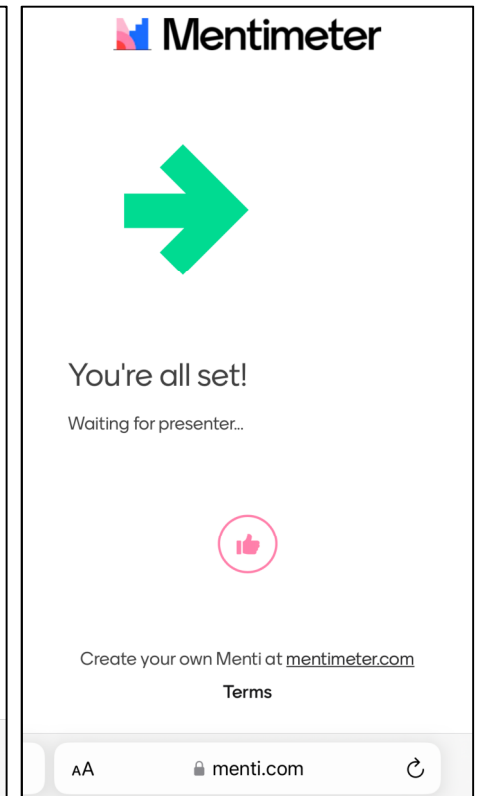 Mentimeter
You're all set!
Waiting for presenter...
Create your own Menti at mentimeter.com
Terms
AA menti.com